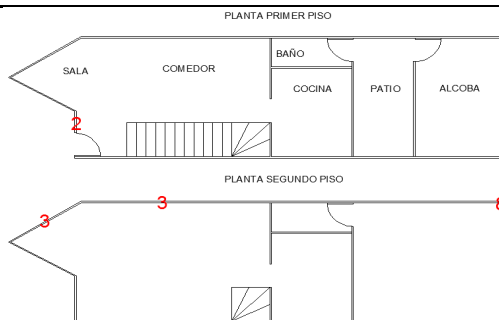 PLANTA PRIMER PISO
BAÑO
SALA
COMEDOR
COCINA
PATIO
ALCOBA
2
PLANTA SEGUNDO PISO
3
3